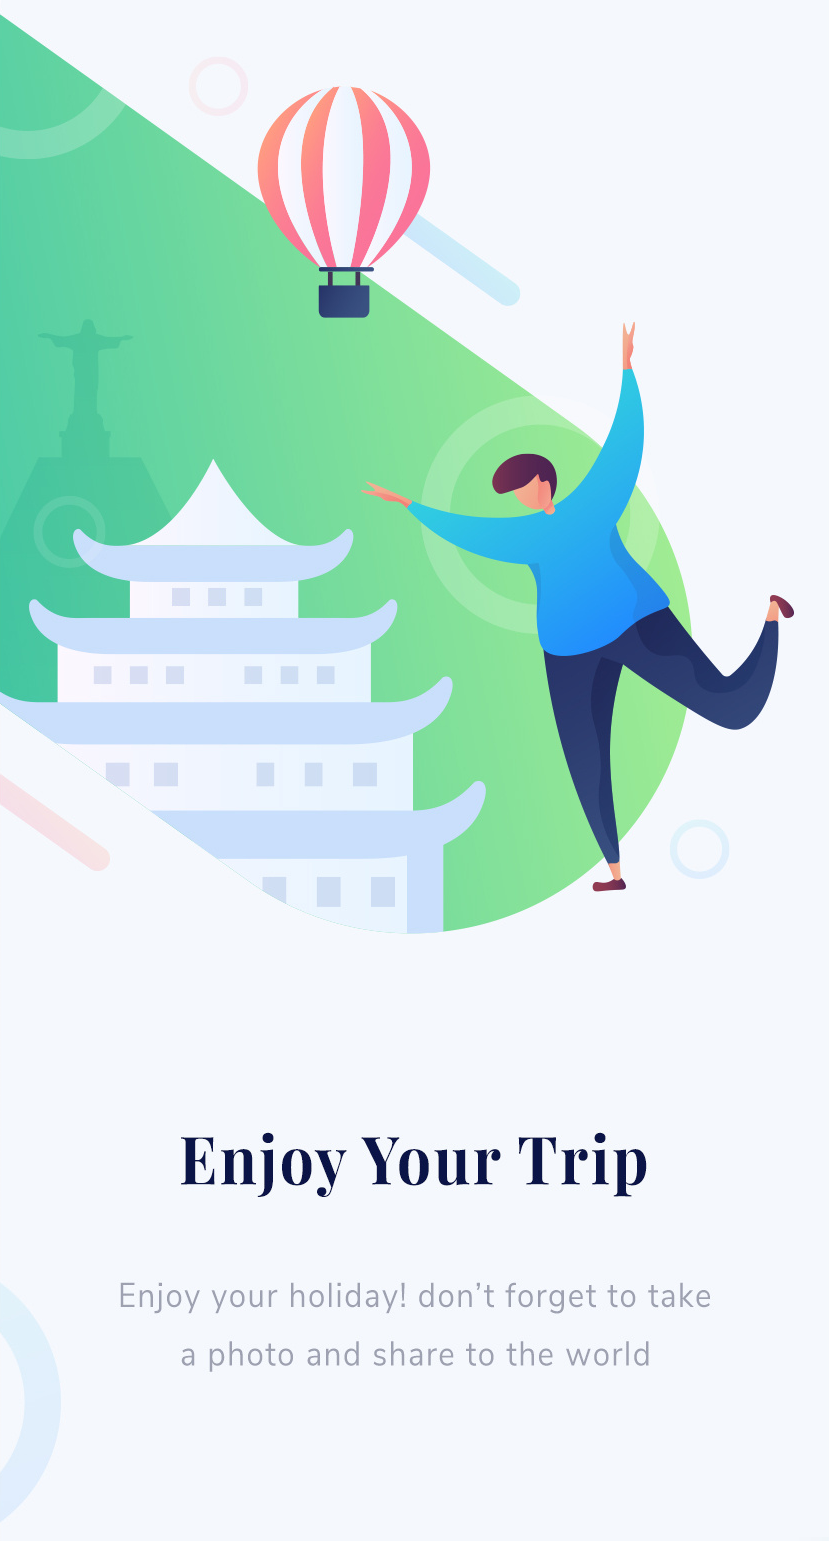 Enjoy Your Trip
Enjoy your holiday! don’t forget to take
a photo and share to the world